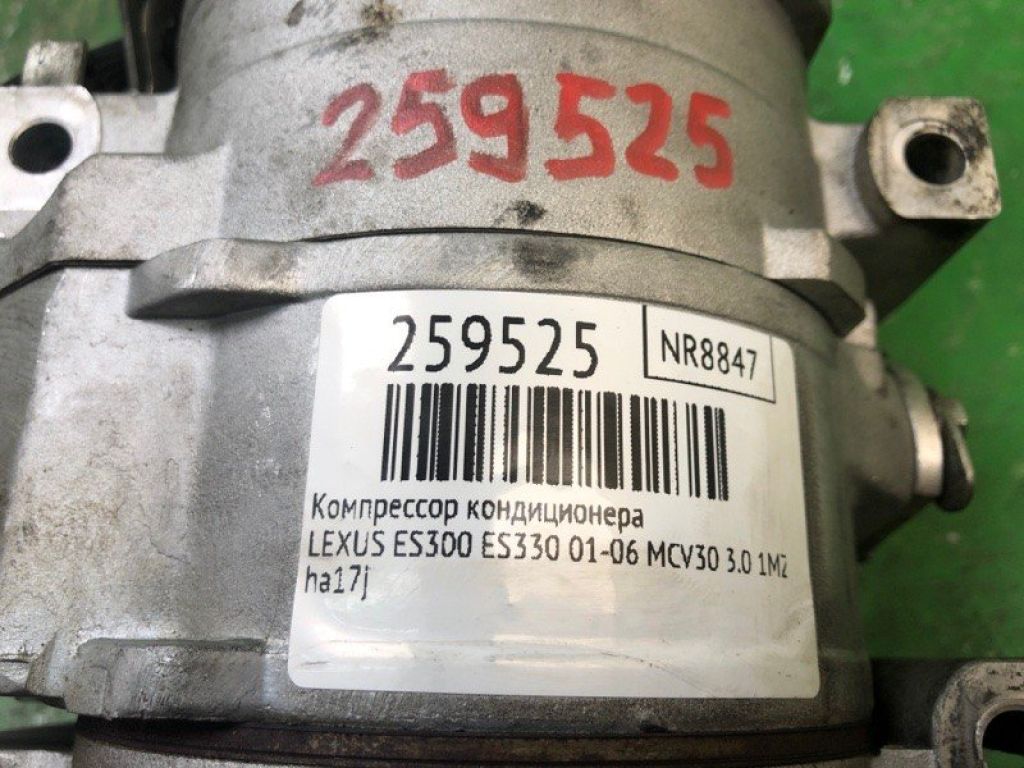 259525
259525
NR8847
Компрессор кондиционера
LEXUS ES300 ES330 01-06 MCV30 3.0 1MZ
ha17j